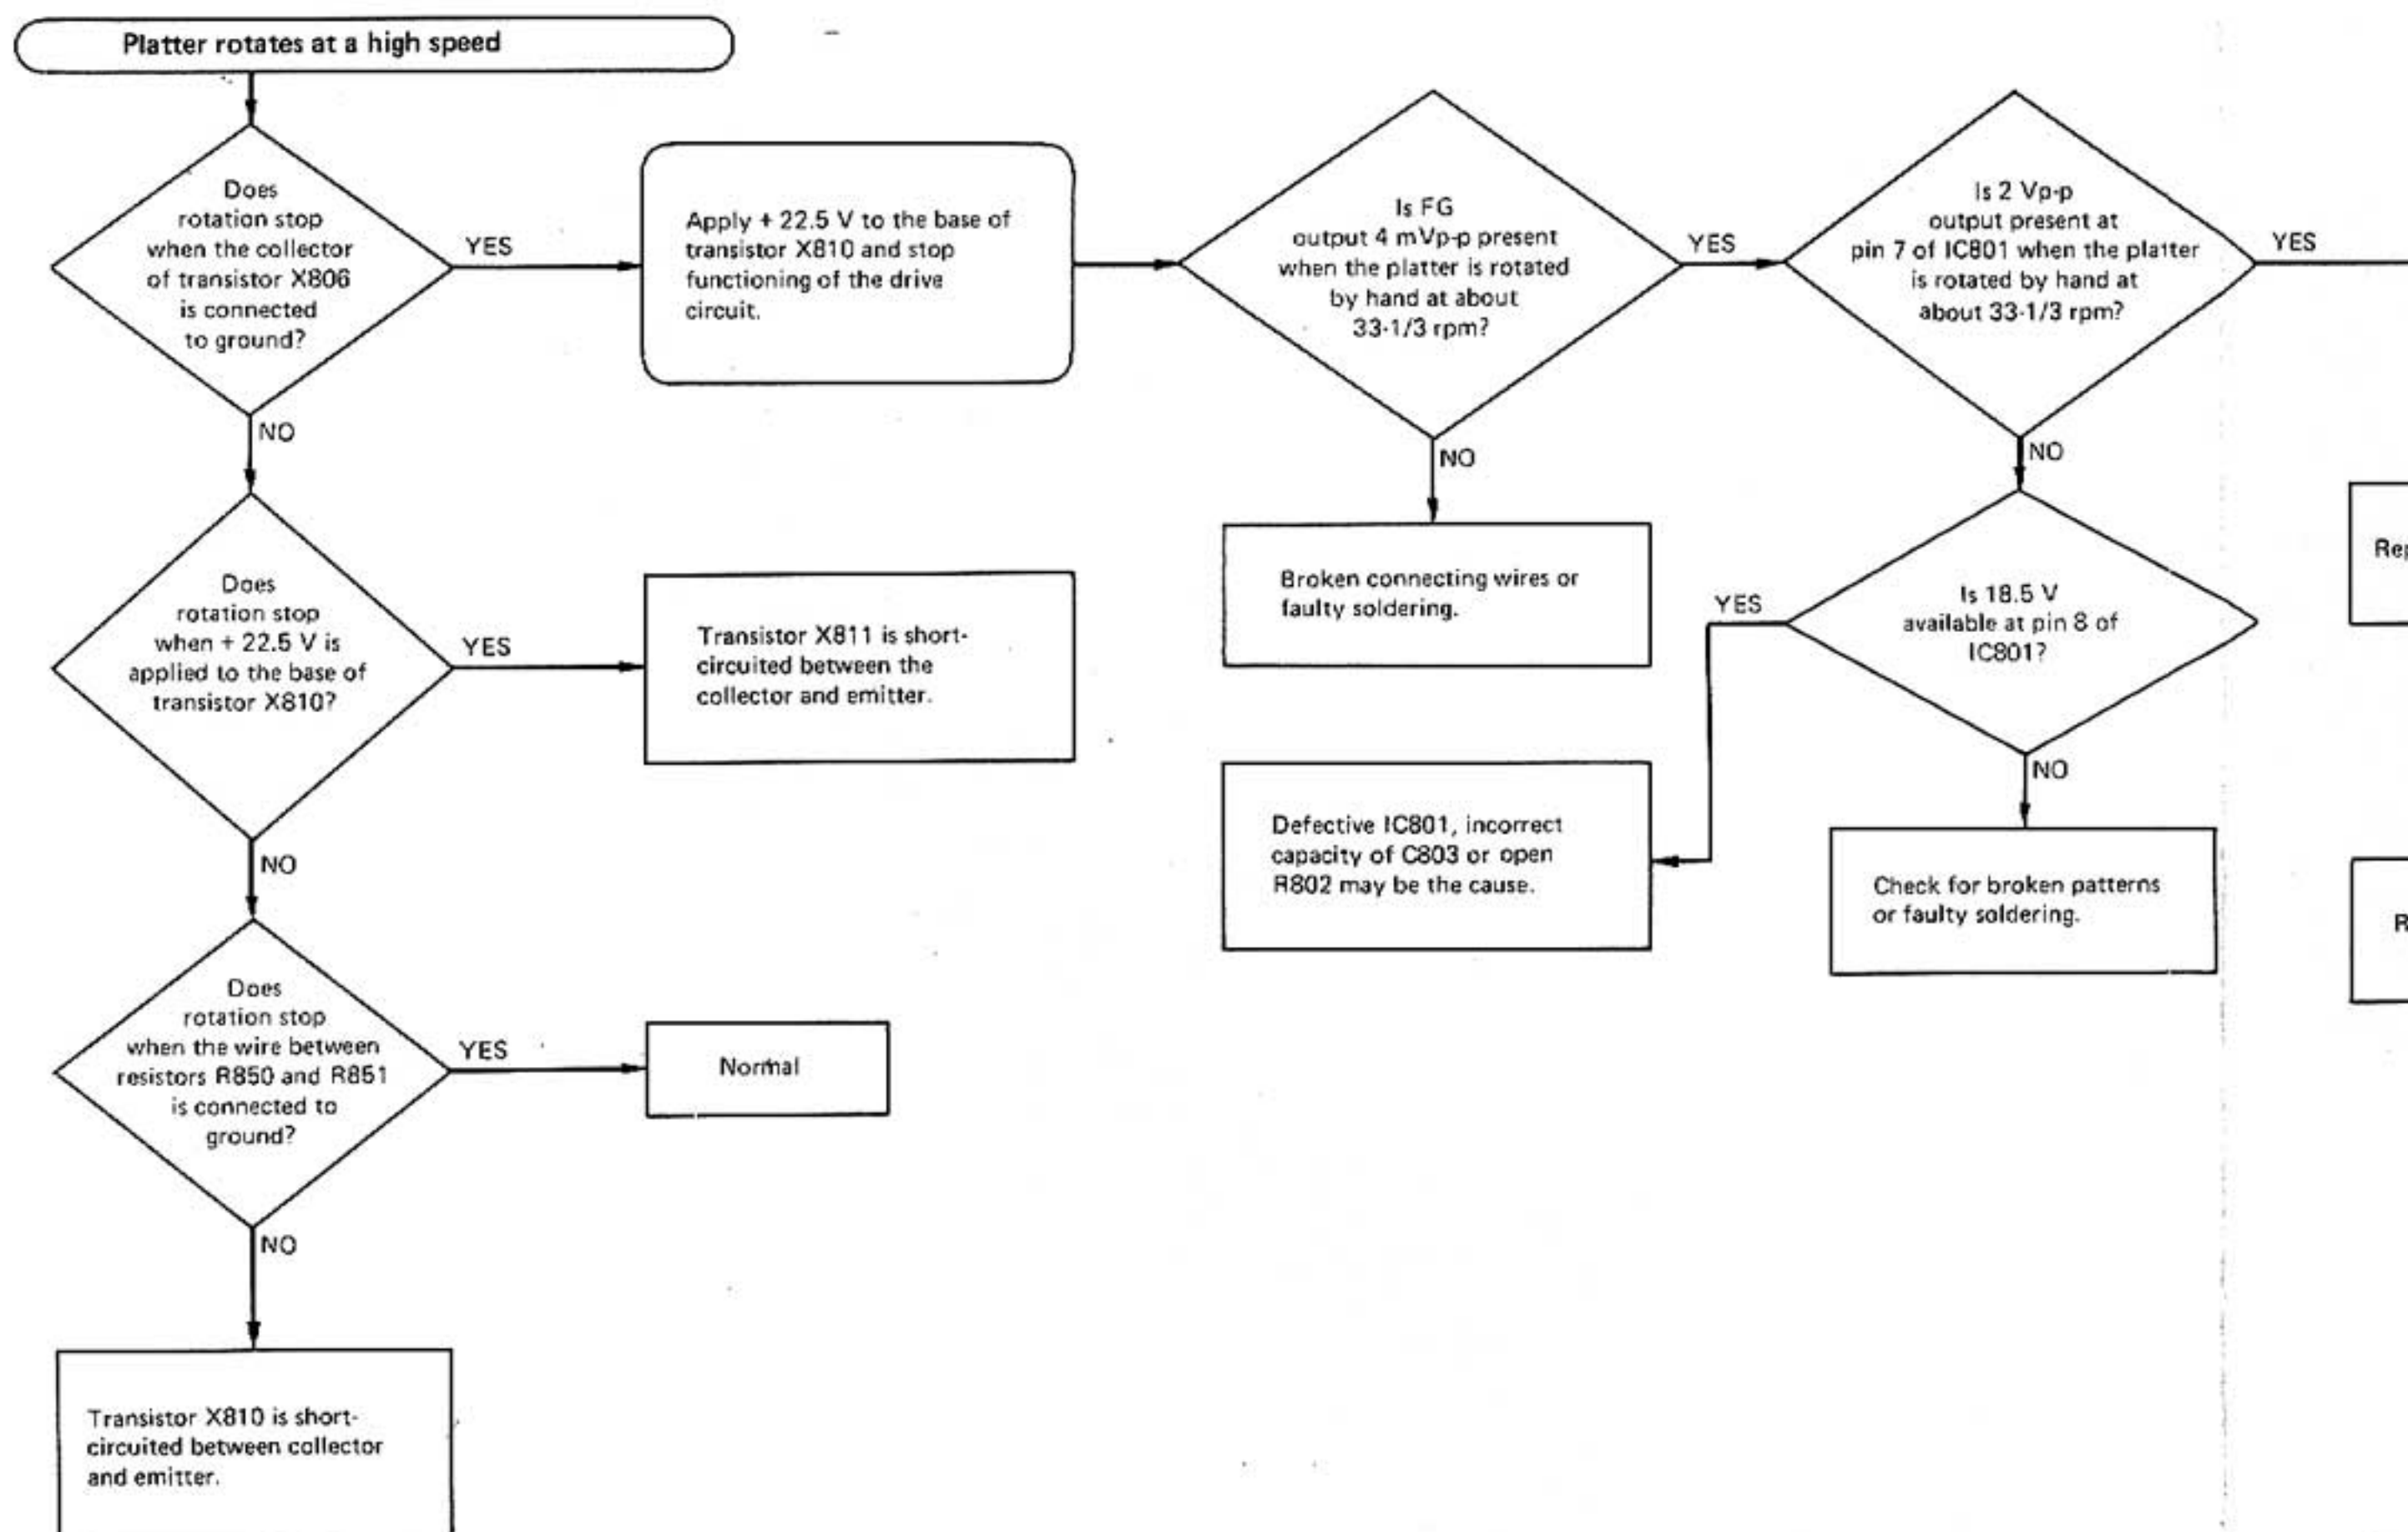 Platter rotates at a high speed
Does
rotation stop
when the collector
of transistor X806
is connected
to ground?
YES
NO
Apply + 22.5 V to the base of
transistor X810 and stop
functioning of the drive
circuit.
Is FG
output 4 mVp-p present
when the platter is rotated
by hand at about
33-1/3 rpm?
YES
NO
Is 2 Vp-p
output present at
pin 7 of IC801 when the platter
is rotated by hand at
about 33-1/3 rpm?
YES
NO
Does
rotation stop
when + 22.5 V is
applied to the base of
transistor X810?
YES
NO
Transistor X811 is short-
circuited between the
collector and emitter.
Broken connecting wires or
faulty soldering.
Is 18.5 V
available at pin 8 of
IC801?
YES
NO
Defective IC801, incorrect
capacity of C803 or open
R802 may be the cause.
Check for broken patterns
or faulty soldering.
Rep
R
Does
rotation stop
when the wire between
resistors R850 and R851
is connected to
ground?
YES
NO
Normal
Transistor X810 is short-
circuited between collector
and emitter.